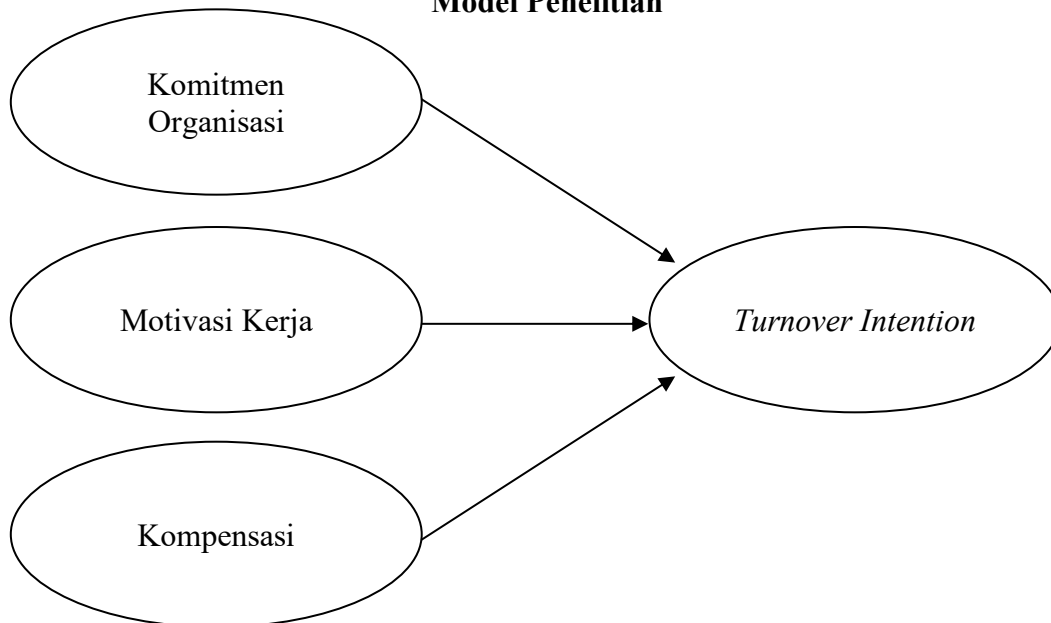 Model Penelitian
Komitmen
Organisasi
Motivasi Kerja
Turnover Intention
Kompensasi